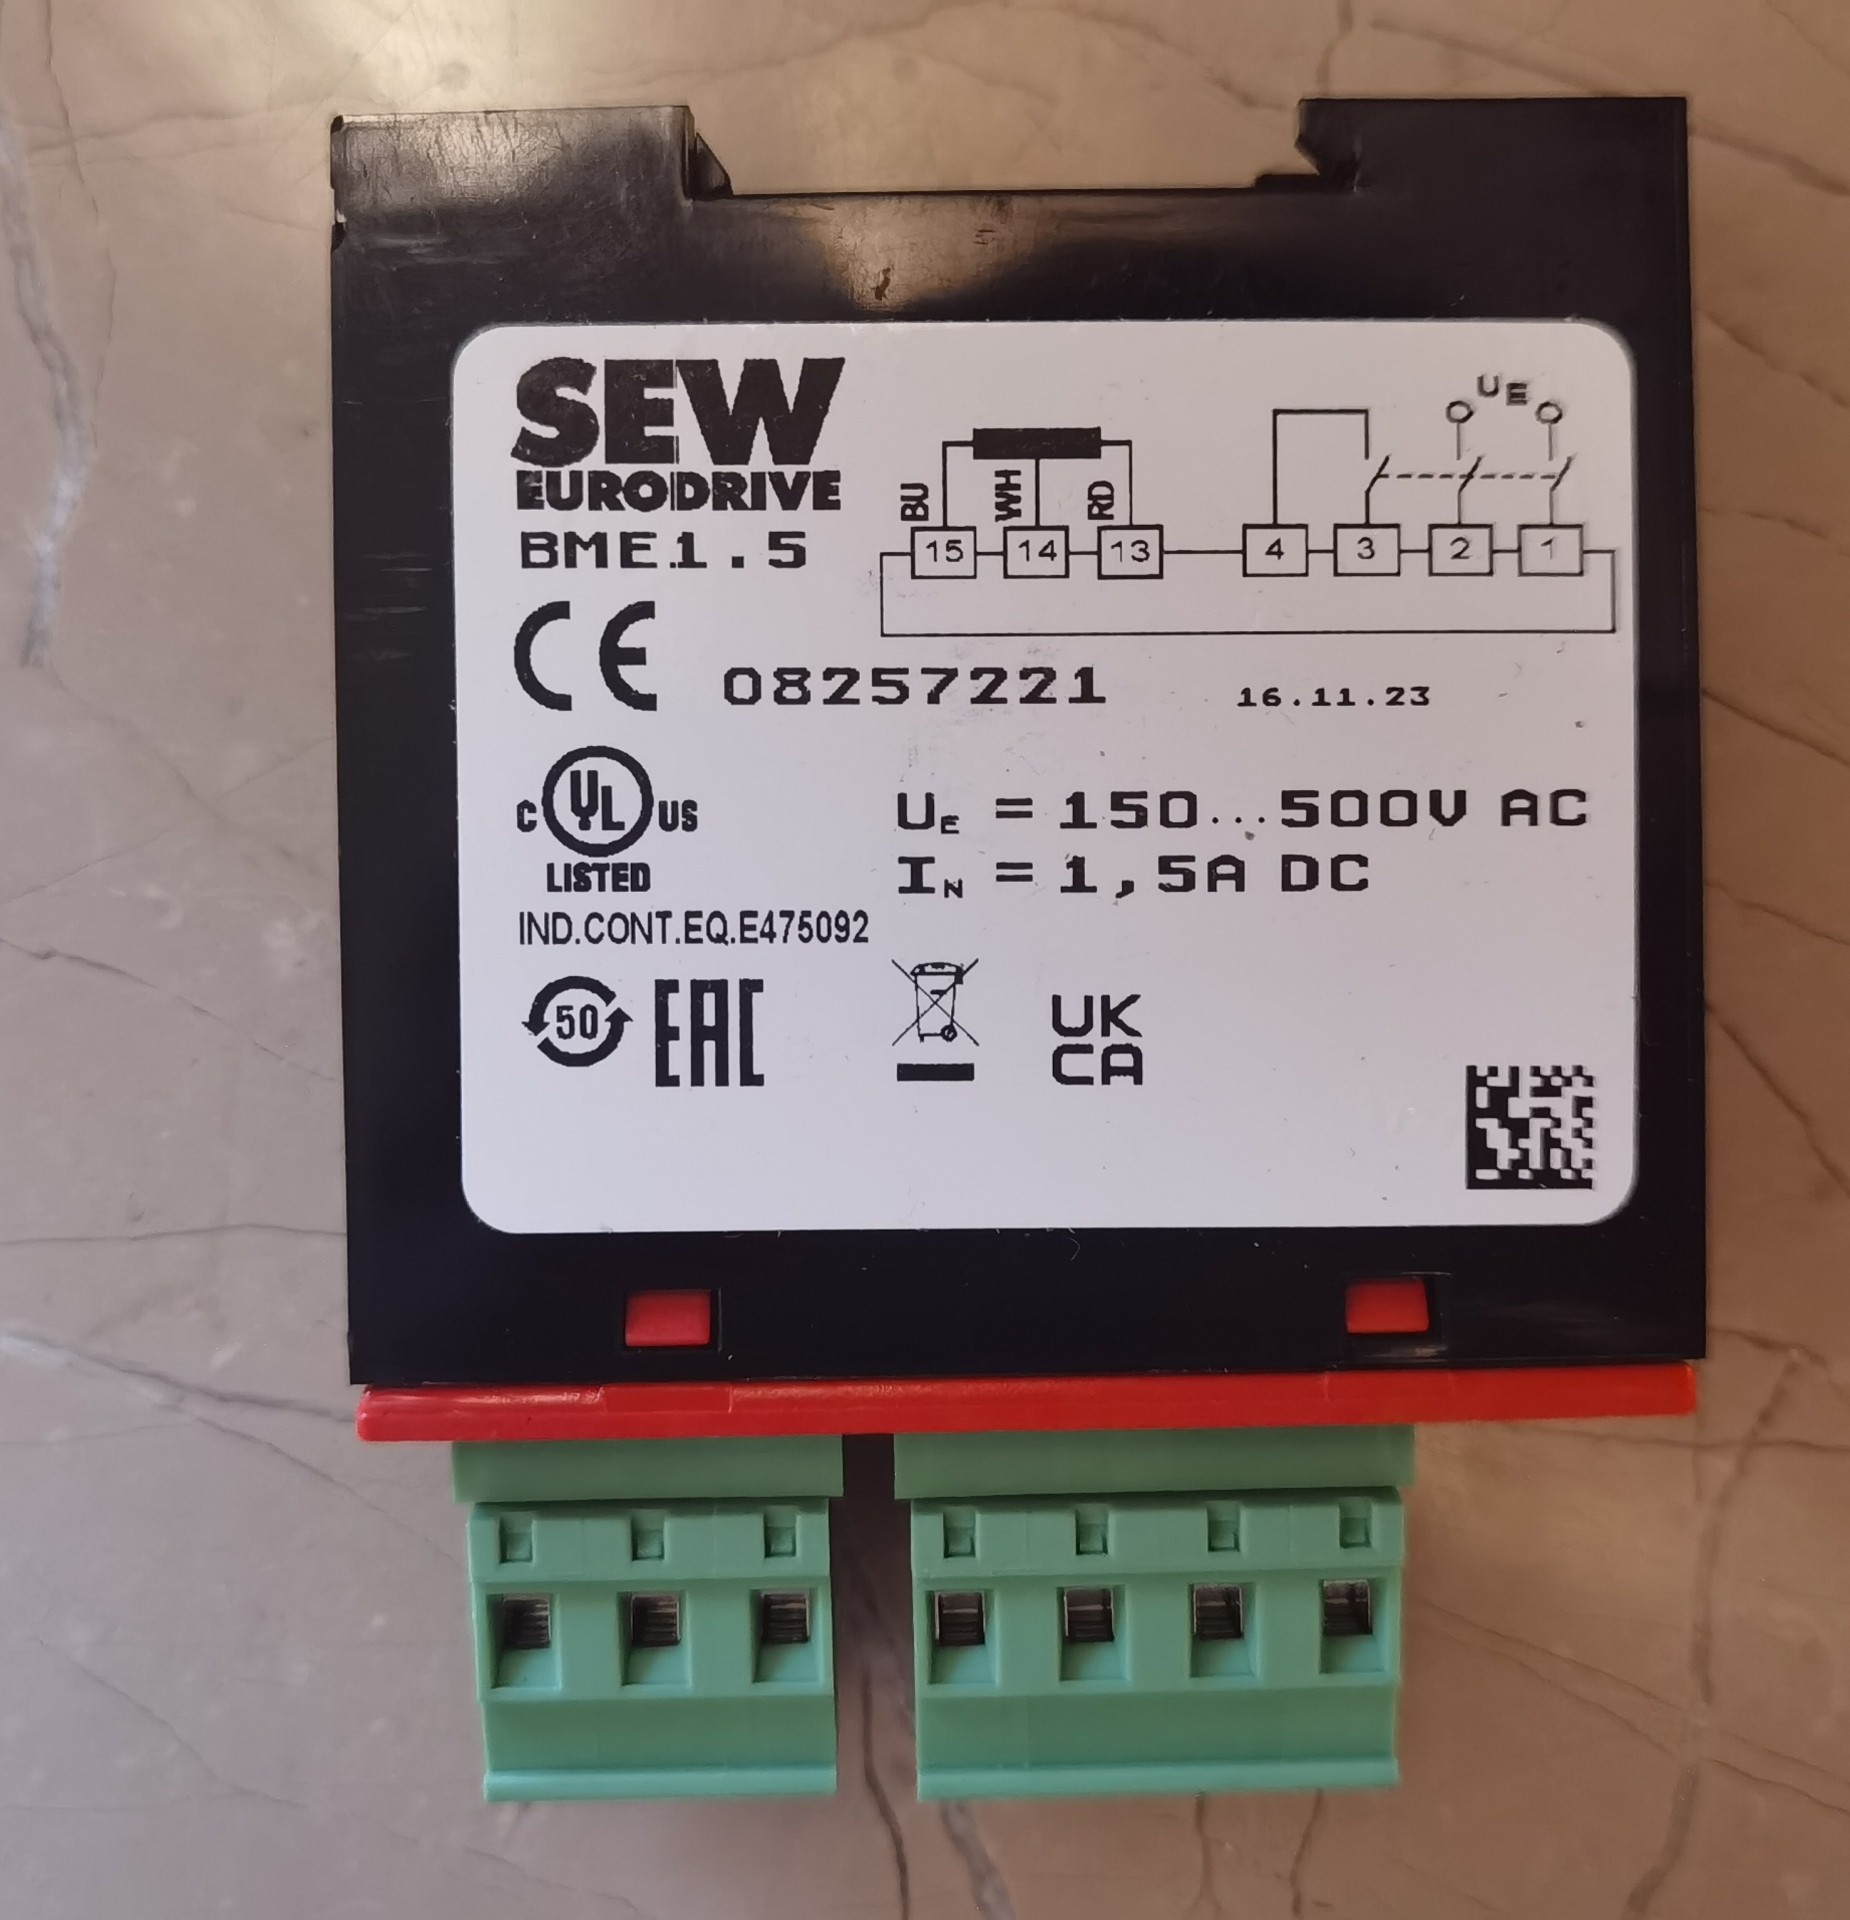 SEW
EURODRIVE
BME1.5
UE
BU WH RD
15 14 13 4 3 2 1
CE 08257221 16.11.23
C UL US
LISTED
UE = 150...500V AC
IN = 1,5A DC
IND.CONT.EQ.E475092
50 EAC
UK
CA